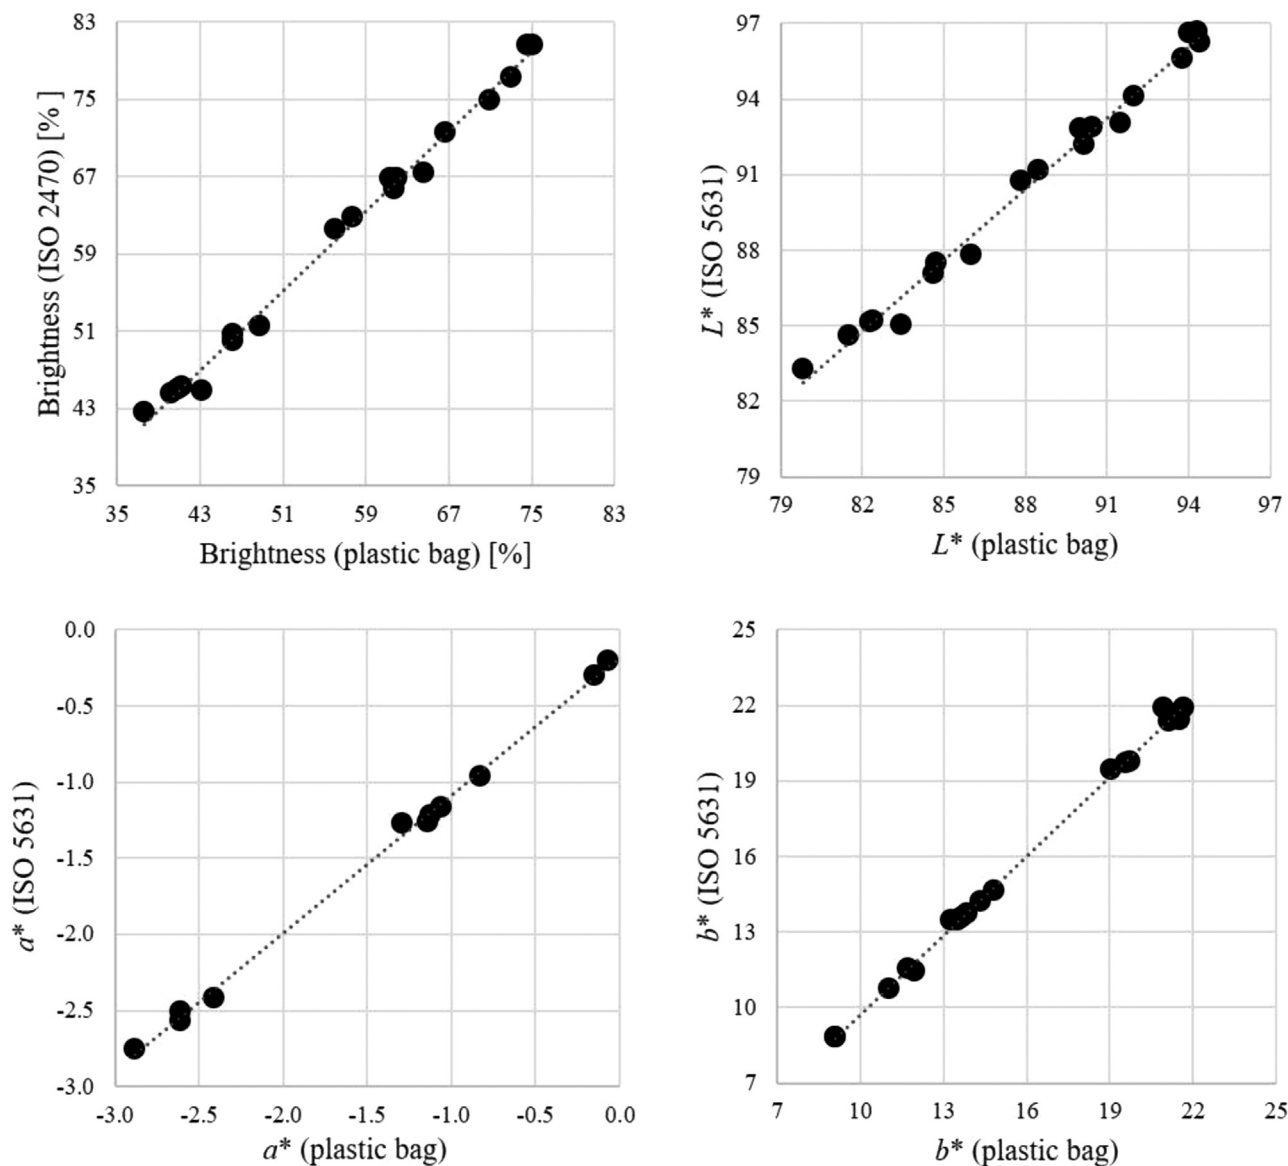 83
75
67
59
51
43
35
35 43 51 59 67 75 83
Brightness (ISO 2470) [%]
Brightness (plastic bag) [%]
97
94
91
88
85
82
79
79 82 85 88 91 94 97
L* (ISO 5631)
L* (plastic bag)
0.0
-0.5
-1.0
-1.5
-2.0
-2.5
-3.0
-3.0 -2.5 -2.0 -1.5 -1.0 -0.5 0.0
a* (ISO 5631)
a* (plastic bag)
25
22
19
16
13
10
7
7 10 13 16 19 22 25
b* (ISO 5631)
b* (plastic bag)